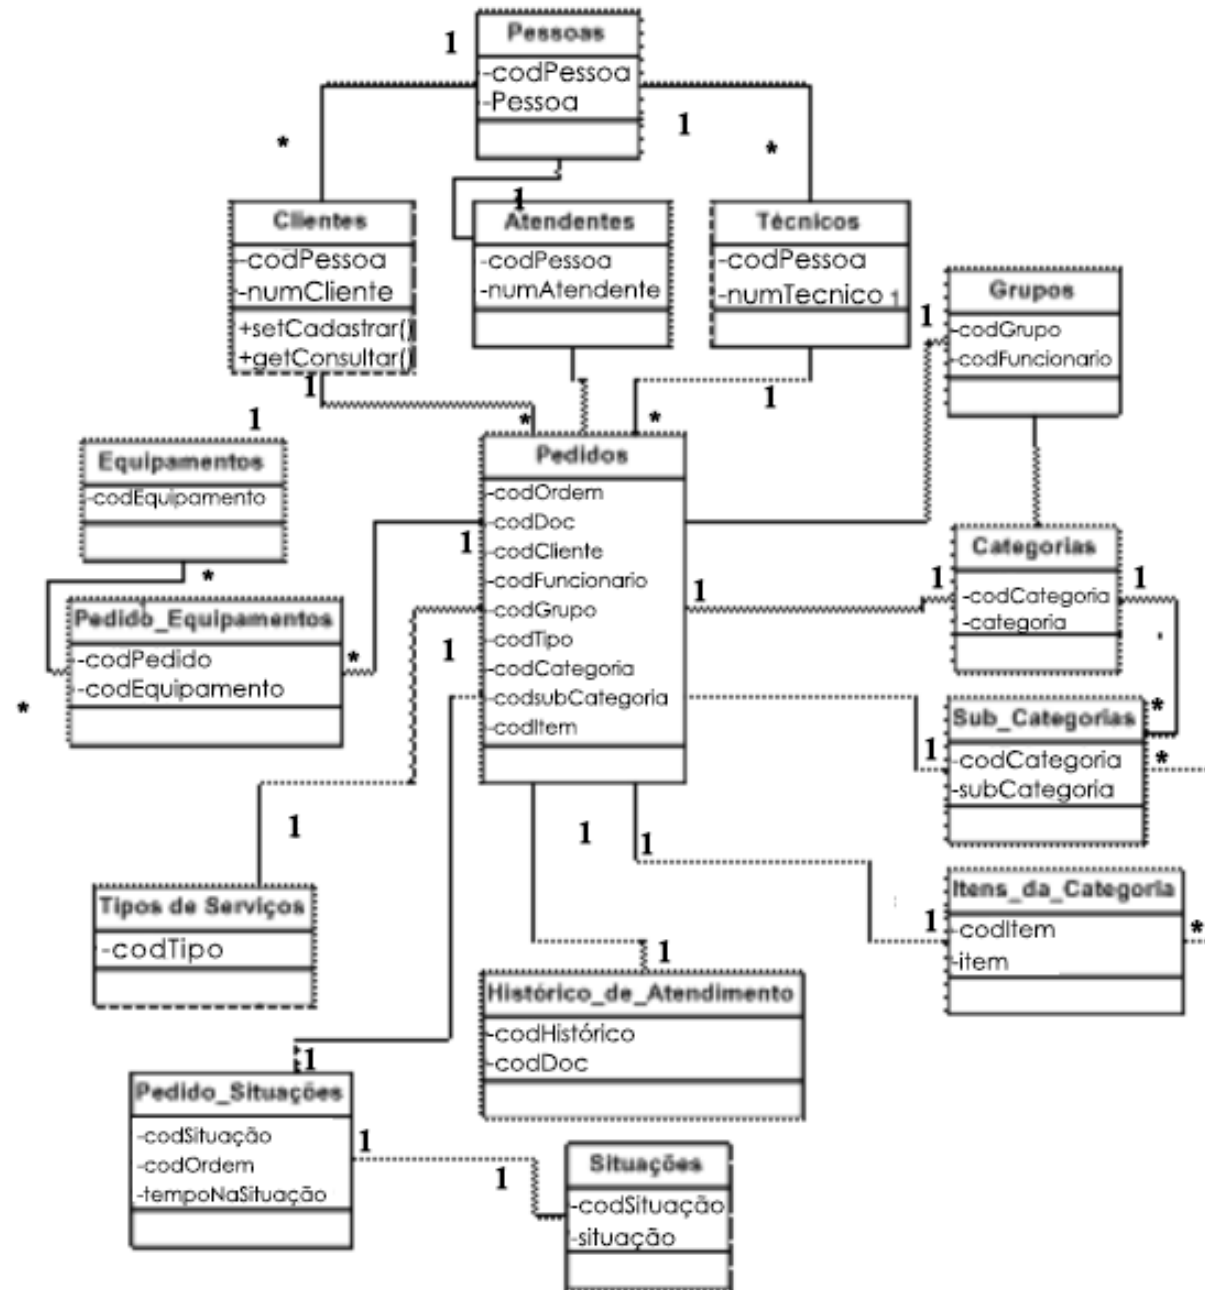 Pessoas
1
-codPessoa
-Pessoa
1
*
*
Clientes
-codPessoa
-numCliente
+setCadastrar()
+getConsultar()
1
Atendentes
-codPessoa
-numAtendente
Técnicos
-codPessoa
-numTecnico 1
Grupos
1
-codGrupo
-codFuncionario
1
1
*
*
1
Equipamentos
-codEquipamento
*
Pedido_Equipamentos
-codPedido
-codEquipamento
*
*
Pedidos
-codOrdem
-codDoc
-codCliente
-codFuncionario
-codGrupo
-codTipo
-codCategoria
-codsubCategoria
-codItem
1
1
1
Categorias
1
1
-codCategoria
-categoria
Sub_Categorias
*
1
*
-codCategoria
-subCategoria
1
1
1
Tipos de Serviços
-codTipo
Itens_da_Categoria
1
*
-codItem
-item
1
Histórico_de_Atendimento
-codHistórico
-codDoc
1
Pedido_Situações
-codSituação
-codOrdem
-tempoNaSituação
1
1
Situações
-codSituação
-situação